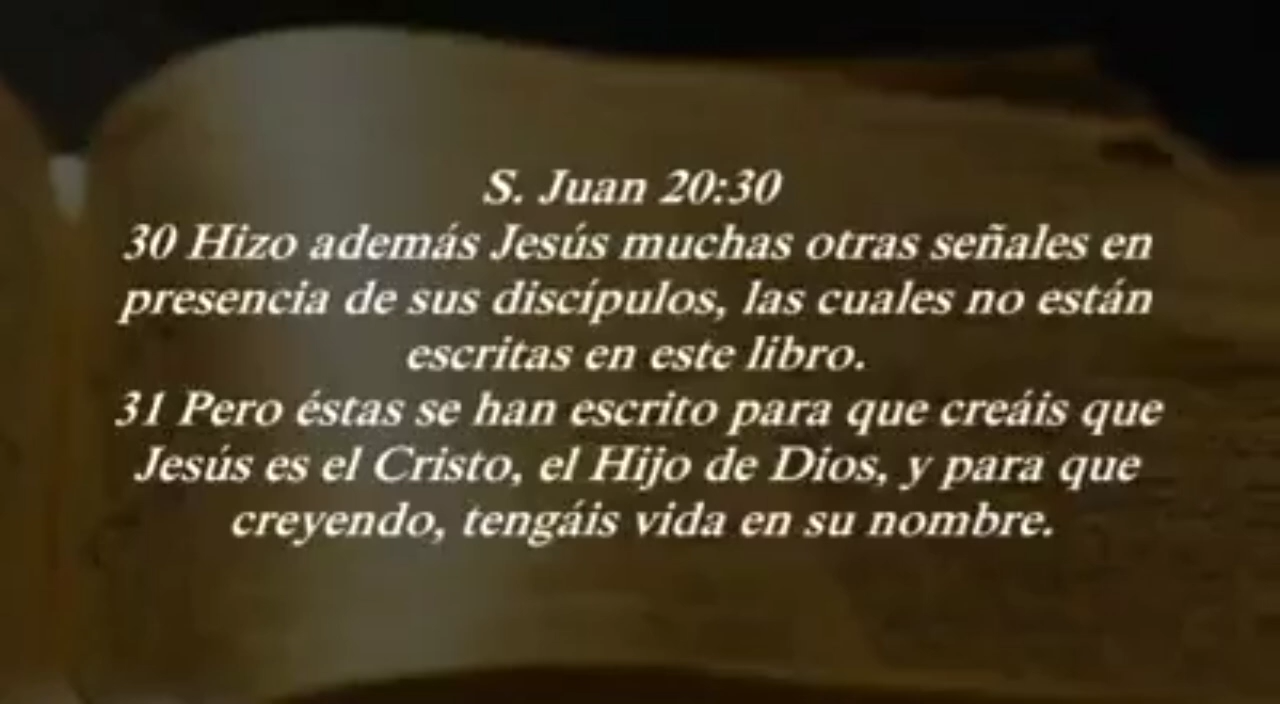 S. Juan 20:30
30 Hizo además Jesús muchas otras señales en
presencia de sus discípulos, las cuales no están
escritas en este libro.
31 Pero éstas se han escrito para que creáis que
Jesús es el Cristo, el Hijo de Dios, y para que
creyendo, tengáis vida en su nombre.